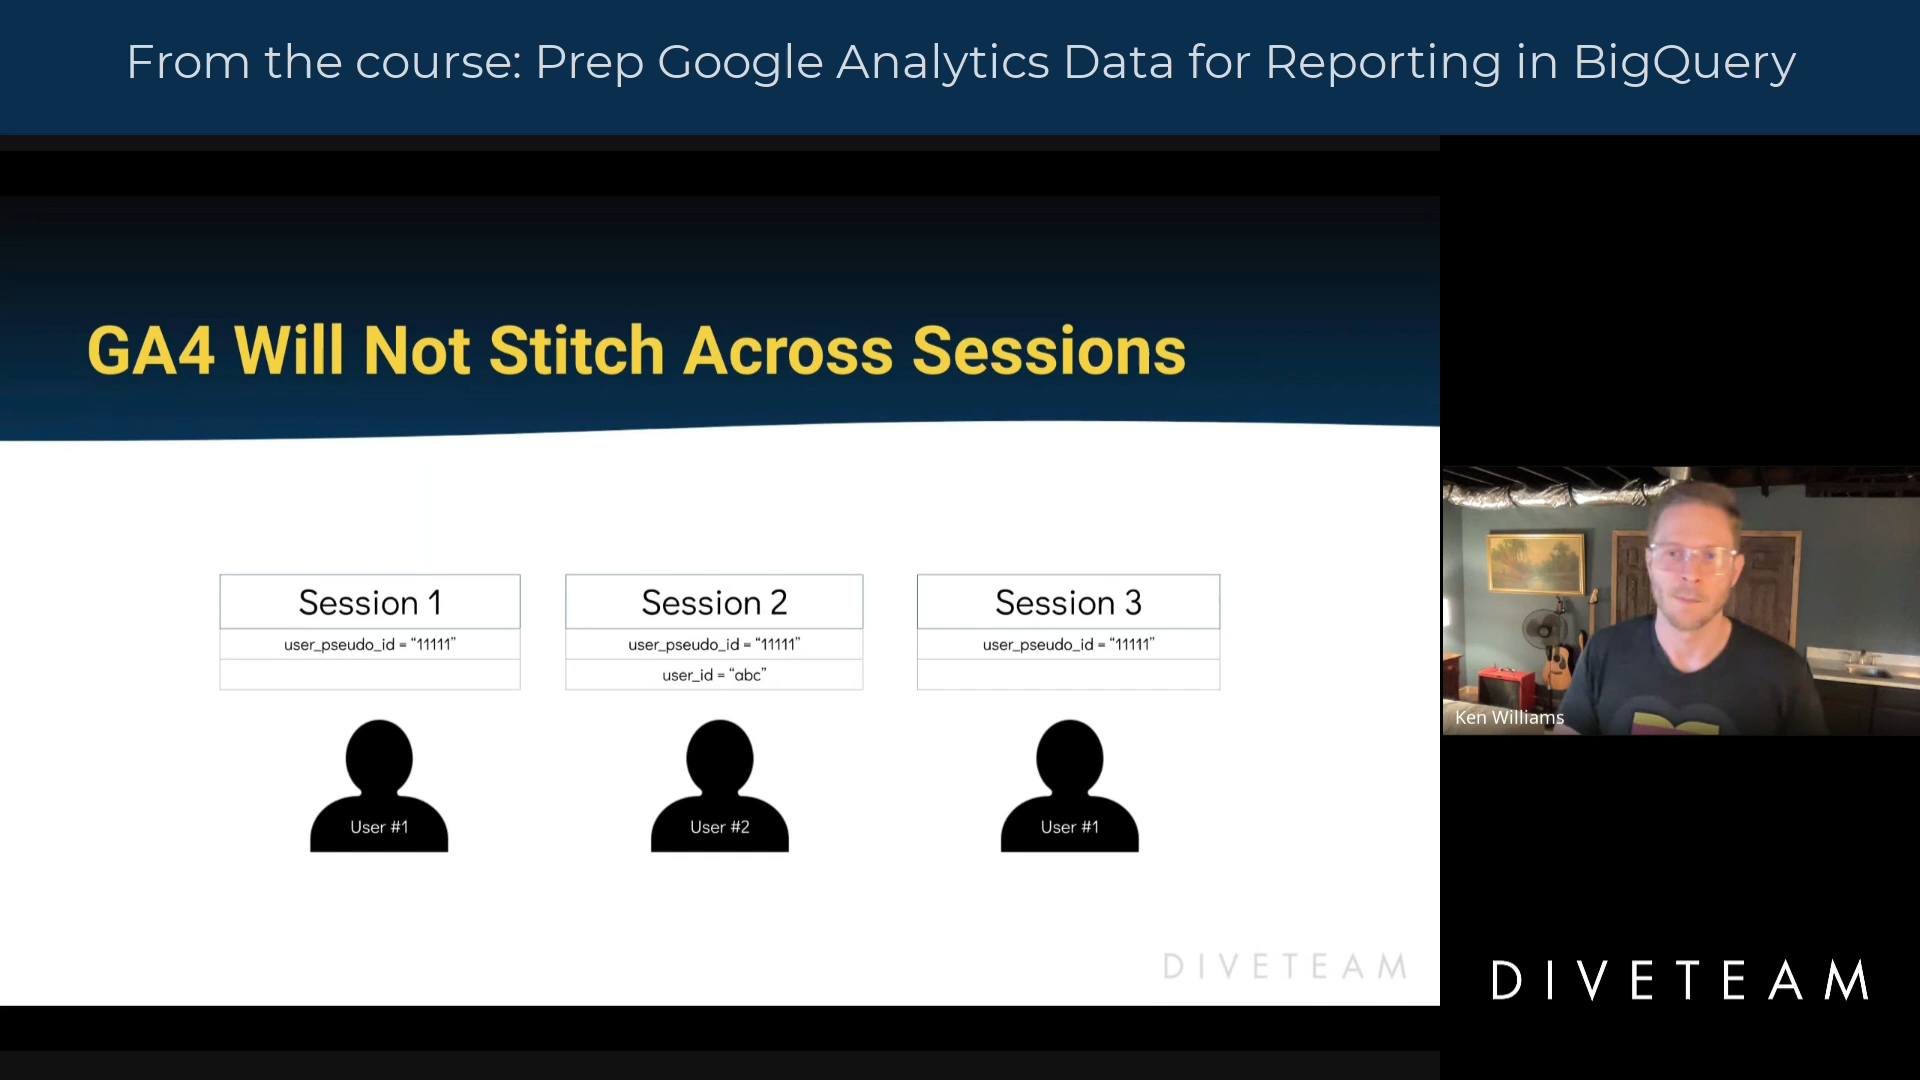 From the course: Prep Google Analytics Data for Reporting in BigQuery
GA4 Will Not Stitch Across Sessions
Session 1
user_pseudo_id = “11111”
Session 2
user_pseudo_id = “11111”
user_id = “abc”
Session 3
user_pseudo_id = “11111”
User #1
User #2
User #1
Ken Williams
DIVETEAM
DIVETEAM